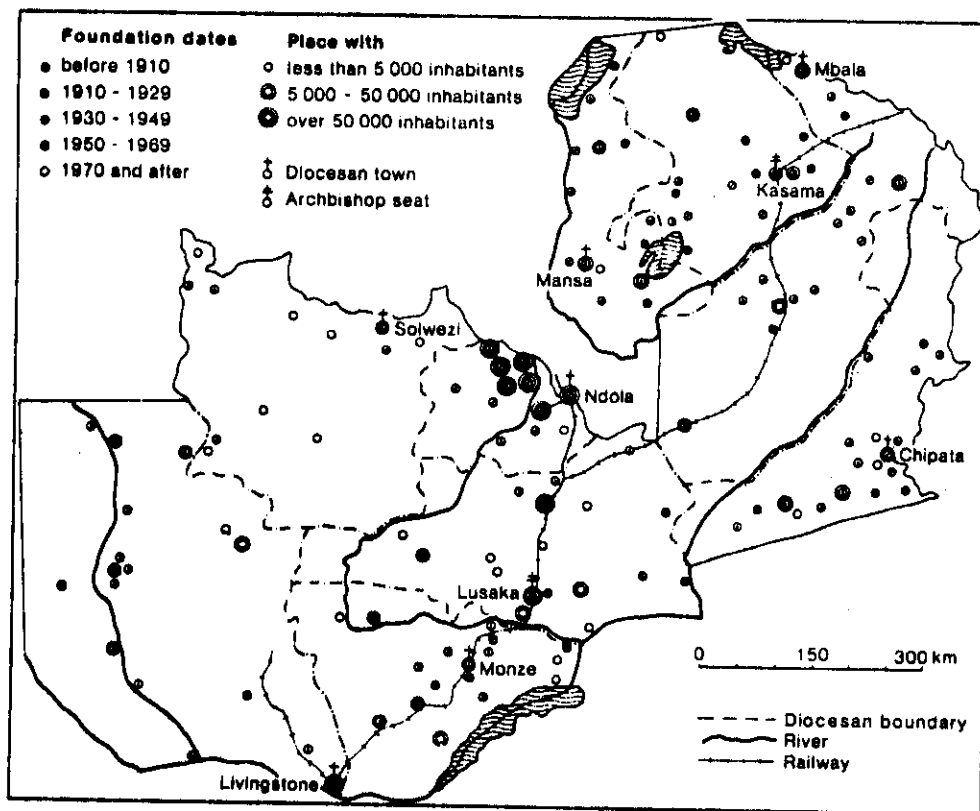 Foundation dates
before 1910
1910 - 1929
1930 - 1949
1950 - 1969
1970 and after
Place with
less than 5 000 inhabitants
5 000 - 50 000 inhabitants
over 50 000 inhabitants
Diocesan town
Archbishop seat
Mbala
Kasama
Mansa
Solwezi
Ndola
Chipata
Lusaka
Monze
Livingstone
0 150 300 km
Diocesan boundary
River
Railway